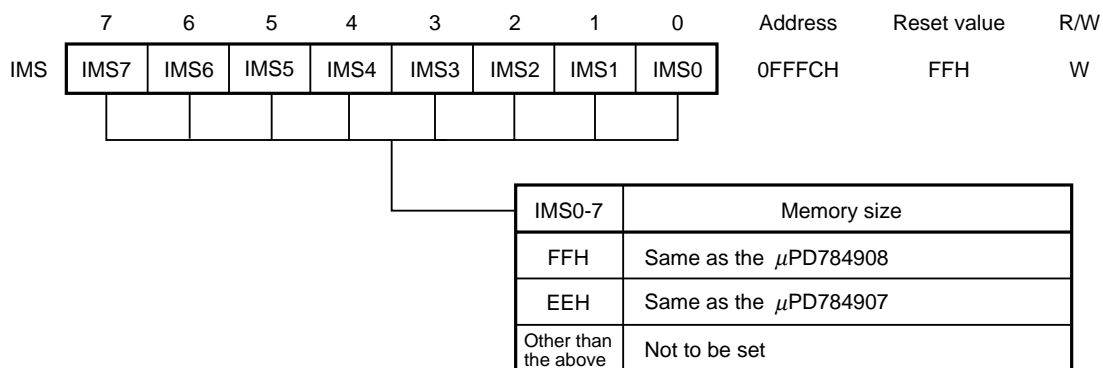 7 6 5 4 3 2 1 0 Address Reset value R/W
IMS IMS7 IMS6 IMS5 IMS4 IMS3 IMS2 IMS1 IMS0 0FFFCH FFH W
IMS0-7 Memory size
FFH Same as the μPD784908
EEH Same as the μPD784907
Other than
the above Not to be set